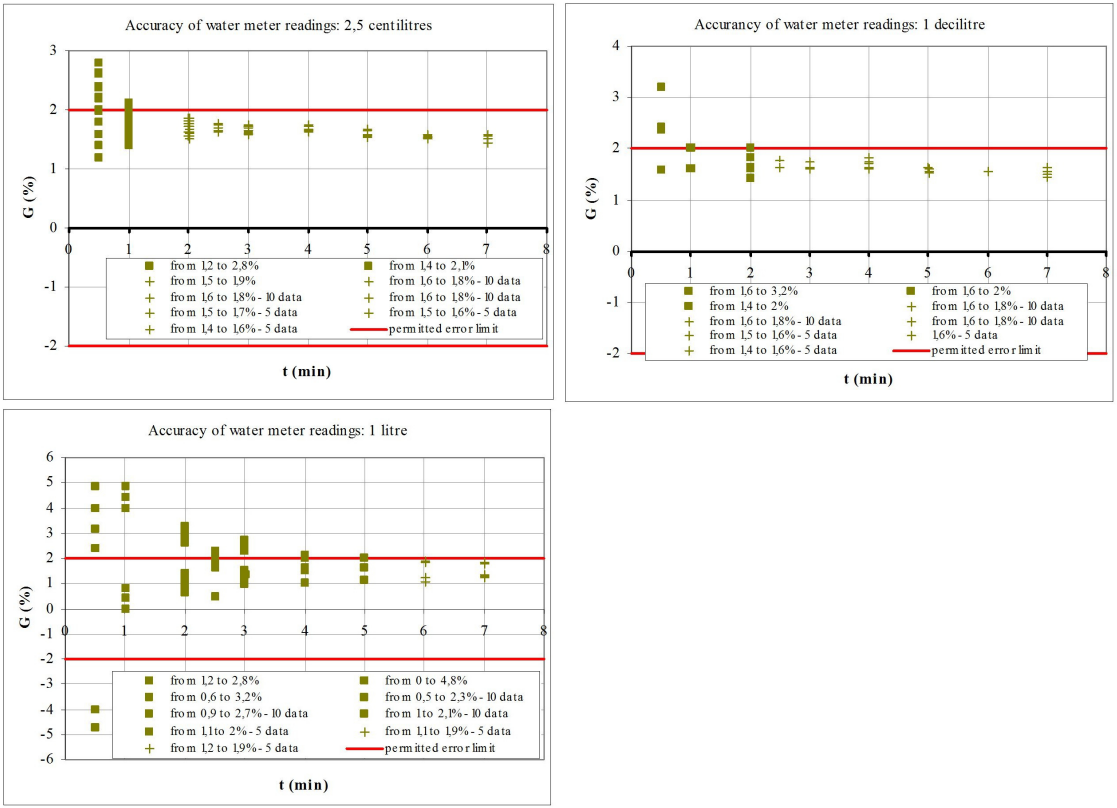 Accuracy of water meter readings: 2,5 centilitres
3
2
1
0
-1
-2
G (%)
0 1 2 3 4 5 6 7 8
from 1,2 to 2,8% from 1,4 to 2,1%
from 1,5 to 1,9% from 1,6 to 1,8% - 10 data
from 1,6 to 1,8% - 10 data from 1,6 to 1,8% - 10 data
from 1,5 to 1,7% - 5 data from 1,5 to 1,6% - 5 data
from 1,4 to 1,6% - 5 data permitted error limit
t (min)
Accurancy of water meter readings: 1 decilitre
4
3
2
1
0
-1
-2
G (%)
0 1 2 3 4 5 6 7 8
from 1,6 to 3,2% from 1,6 to 2%
from 1,4 to 2% from 1,6 to 1,8% - 10 data
from 1,6 to 1,8% - 10 data from 1,6 to 1,8% - 10 data
from 1,5 to 1,6% - 5 data 1,6% - 5 data
from 1,4 to 1,6% - 5 data permitted error limit
t (min)
Accuracy of water meter readings: 1 litre
6
5
4
3
2
1
0
-1
-2
-3
-4
-5
-6
G (%)
0 1 2 3 4 5 6 7 8
from 1,2 to 2,8% from 0 to 4,8%
from 0,6 to 3,2% from 0,5 to 2,3% - 10 data
from 0,9 to 2,7% - 10 data from 1 to 2,1% - 10 data
from 1,1 to 2% - 5 data from 1,1 to 1,9% - 5 data
from 1,2 to 1,9% - 5 data permitted error limit
t (min)